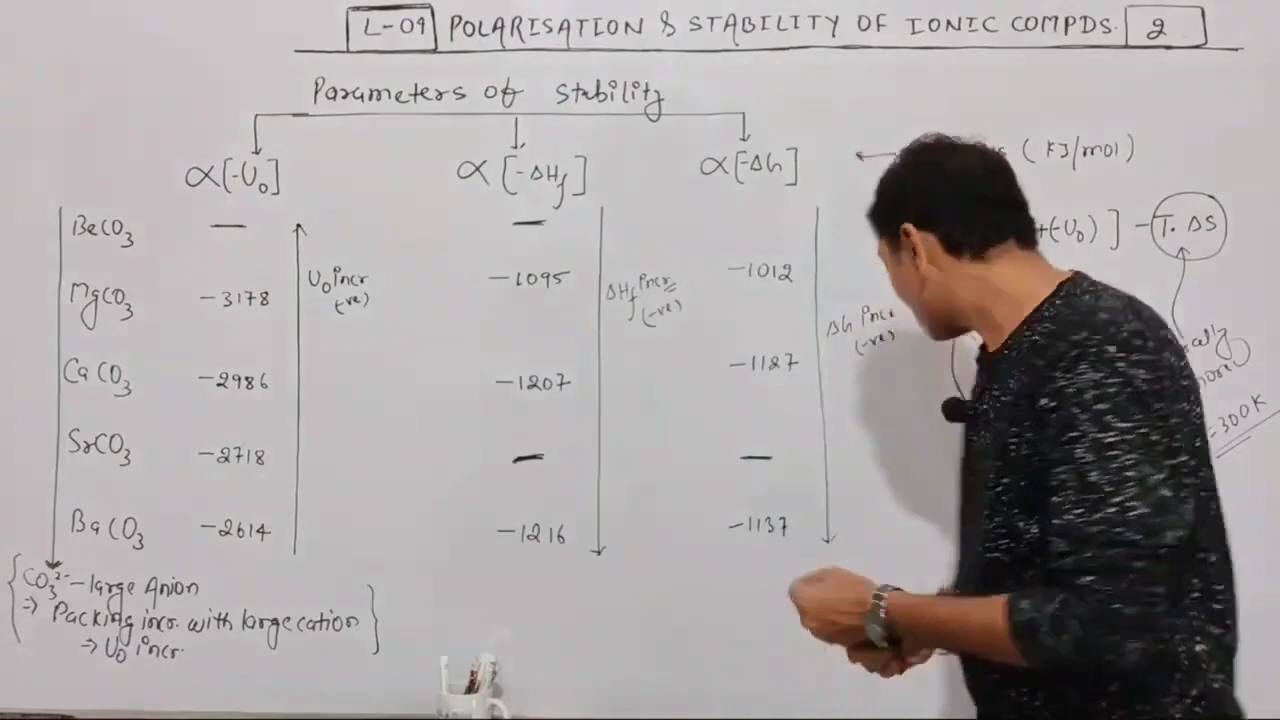 L-09 POLARISATION & STABILITY OF IONIC COMPDS. 2
Parameters of stability
∝[-U₀] ∝[-ΔH_f] ∝[-ΔG] (KJ/mol)
+(-U₀)] - T.ΔS
BeCO₃ — —
MgCO₃ -3178 -1095 -1012
U₀ incr (-ve)
ΔH_f incr (-ve)
ΔG incr (-ve)
CaCO₃ -2986 -1207 -1127
SrCO₃ -2718 — —
BaCO₃ -2614 -1216 -1137
-300K
{CO₃²⁻ - large Anion
⇒ Packing incr. with large cation
⇒ U₀ incr.}